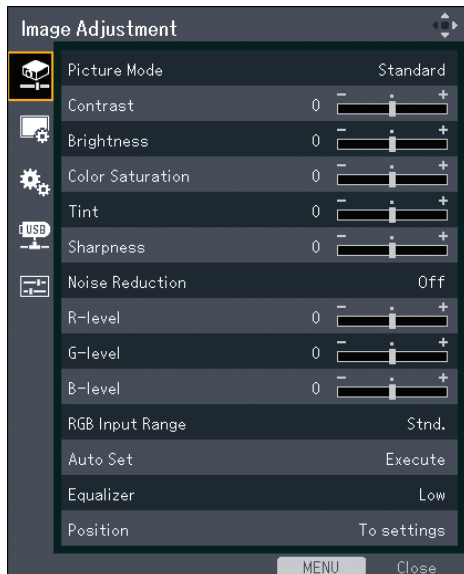 Image Adjustment
Picture Mode Standard
Contrast 0 - +
Brightness 0 - +
Color Saturation 0 - +
Tint 0 - +
USB
Sharpness 0 - +
Noise Reduction Off
R-level 0 - +
G-level 0 - +
B-level 0 - +
RGB Input Range Stnd.
Auto Set Execute
Equalizer Low
Position To settings
MENU Close